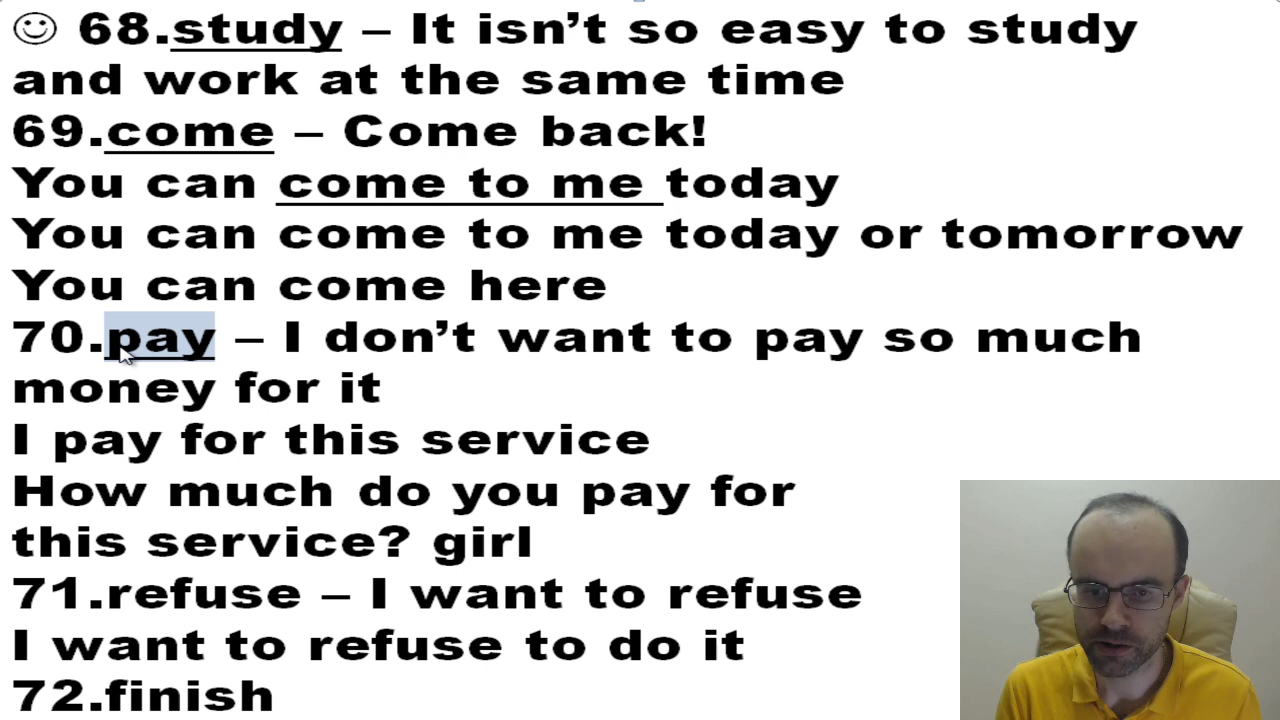 ☺ 68.study – It isn’t so easy to study
and work at the same time
69.come – Come back!
You can come to me today
You can come to me today or tomorrow
You can come here
70.pay – I don’t want to pay so much
money for it
I pay for this service
How much do you pay for
this service? girl
71.refuse – I want to refuse
I want to refuse to do it
72.finish